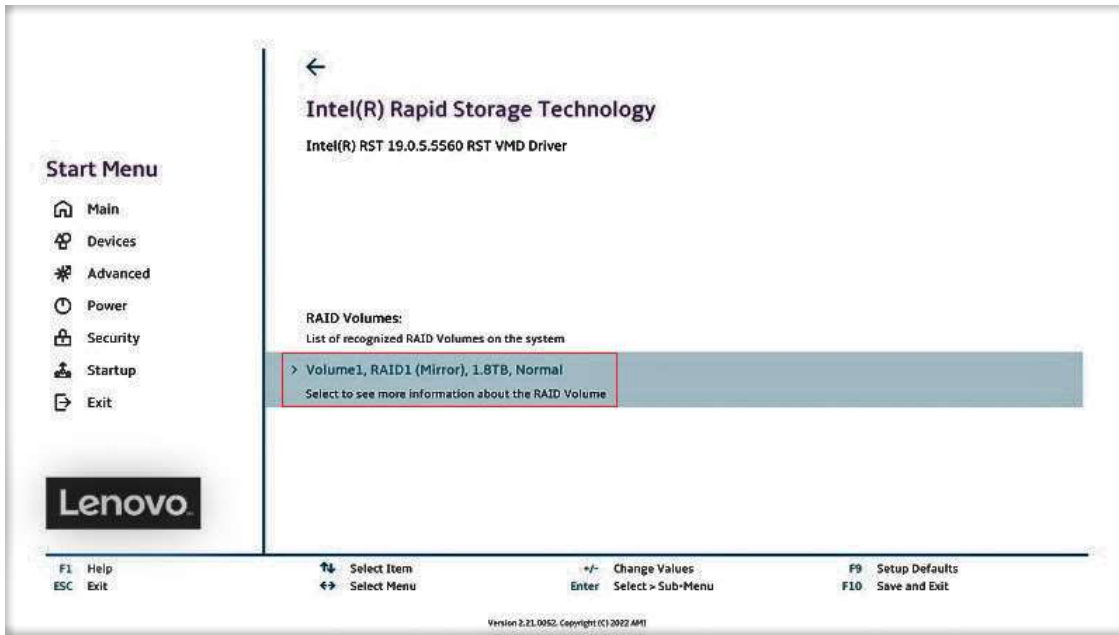 Intel(R) Rapid Storage Technology
Intel(R) RST 19.0.5.5560 RST VMD Driver
Start Menu
Main
Devices
Advanced
Power
Security
Startup
Exit
RAID Volumes:
List of recognized RAID Volumes on the system
> Volume1, RAID1 (Mirror), 1.8TB, Normal
Select to see more information about the RAID Volume
Lenovo
F1 Help
ESC Exit
↑↓ Select Item
↔ Select Menu
+/- Change Values
Enter Select > Sub-Menu
F9 Setup Defaults
F10 Save and Exit
Version 2.21.0052. Copyright (C) 2022 AMI